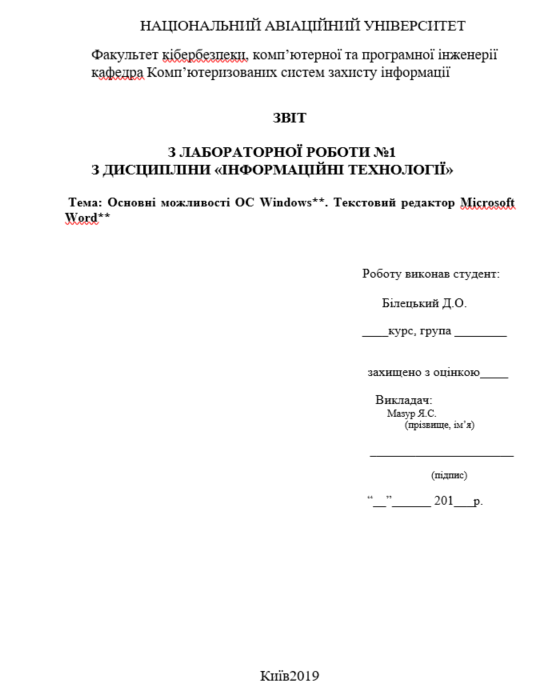 НАЦІОНАЛЬНИЙ АВІАЦІЙНИЙ УНІВЕРСИТЕТ
Факультет кібербезпеки, комп’ютерної та програмної інженерії
кафедра Комп’ютеризованих систем захисту інформації
ЗВІТ
З ЛАБОРАТОРНОЇ РОБОТИ №1
З ДИСЦИПЛІНИ «ІНФОРМАЦІЙНІ ТЕХНОЛОГІЇ»
Тема: Основні можливості ОС Windows**. Текстовий редактор Microsoft
Word**
Роботу виконав студент:
Білецький Д.О.
____курс, група ________
захищено з оцінкою____
Викладач:
Мазур Я.С.
(прізвище, ім’я)
______________________
(підпис)
“__”______ 201___р.
Київ2019